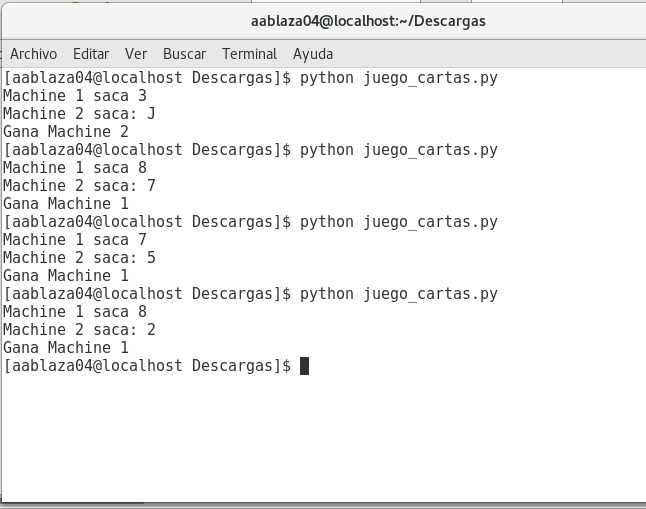 aablaza04@localhost:~/Descargas
Archivo Editar Ver Buscar Terminal Ayuda
[aablaza04@localhost Descargas]$ python juego_cartas.py
Machine 1 saca 3
Machine 2 saca: J
Gana Machine 2
[aablaza04@localhost Descargas]$ python juego_cartas.py
Machine 1 saca 8
Machine 2 saca: 7
Gana Machine 1
[aablaza04@localhost Descargas]$ python juego_cartas.py
Machine 1 saca 7
Machine 2 saca: 5
Gana Machine 1
[aablaza04@localhost Descargas]$ python juego_cartas.py
Machine 1 saca 8
Machine 2 saca: 2
Gana Machine 1
[aablaza04@localhost Descargas]$